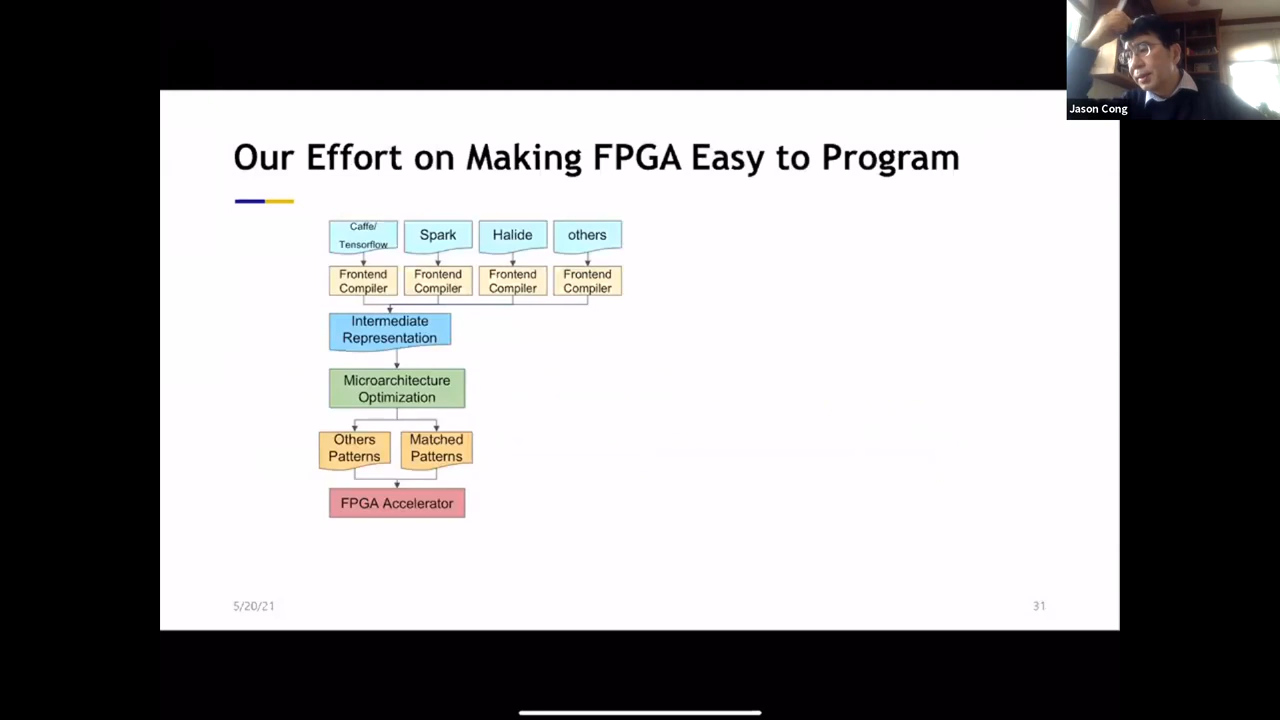 Jason Cong
Our Effort on Making FPGA Easy to Program
Caffe/
Tensorflow
Spark
Halide
others
Frontend
Compiler
Frontend
Compiler
Frontend
Compiler
Frontend
Compiler
Intermediate
Representation
Microarchitecture
Optimization
Others
Patterns
Matched
Patterns
FPGA Accelerator
5/20/21
31